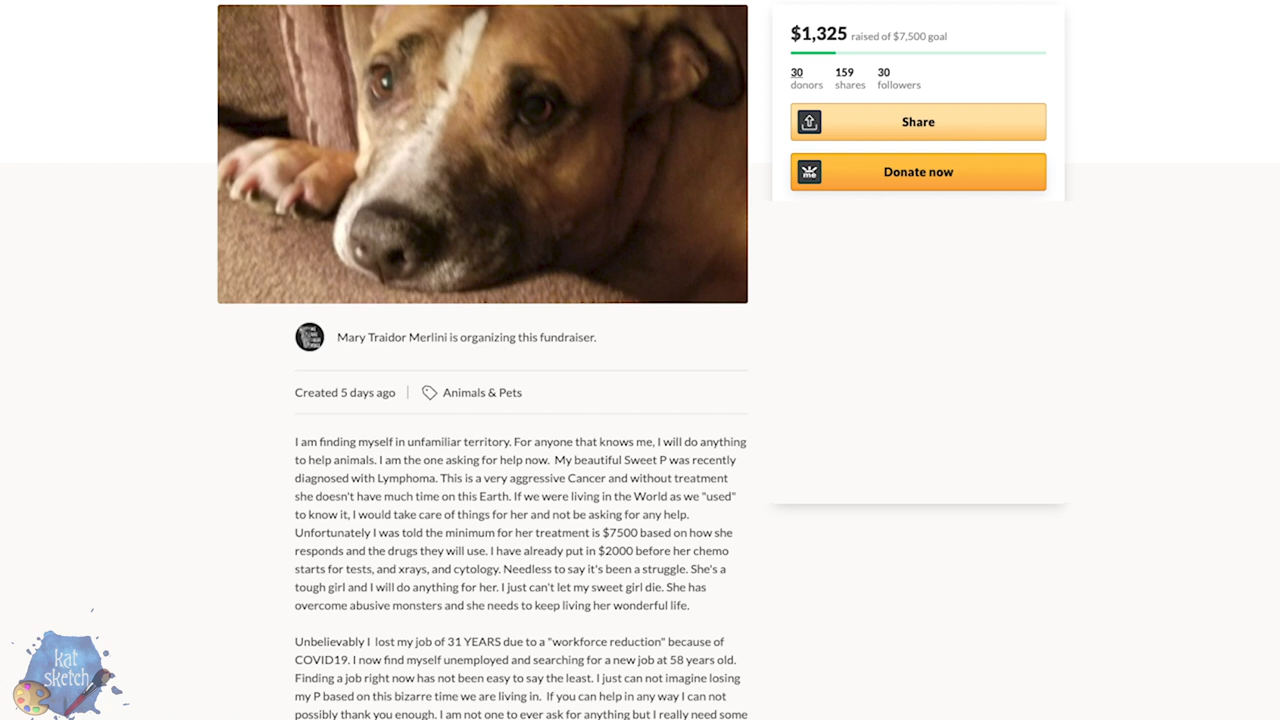 $1,325 raised of $7,500 goal
30 159 30
donors shares followers
Share
me Donate now
Mary Traidor Merlini is organizing this fundraiser.
Created 5 days ago | Animals & Pets
I am finding myself in unfamiliar territory. For anyone that knows me, I will do anything
to help animals. I am the one asking for help now. My beautiful Sweet P was recently
diagnosed with Lymphoma. This is a very aggressive Cancer and without treatment
she doesn't have much time on this Earth. If we were living in the World as we "used"
to know it, I would take care of things for her and not be asking for any help.
Unfortunately I was told the minimum for her treatment is $7500 based on how she
responds and the drugs they will use. I have already put in $2000 before her chemo
starts for tests, and xrays, and cytology. Needless to say it's been a struggle. She's a
tough girl and I will do anything for her. I just can't let my sweet girl die. She has
overcome abusive monsters and she needs to keep living her wonderful life.
Unbelievably I lost my job of 31 YEARS due to a "workforce reduction" because of
COVID19. I now find myself unemployed and searching for a new job at 58 years old.
Finding a job right now has not been easy to say the least. I just can not imagine losing
my P based on this bizarre time we are living in. If you can help in any way I can not
possibly thank you enough. I am not one to ever ask for anything but I really need some
kat
sketch